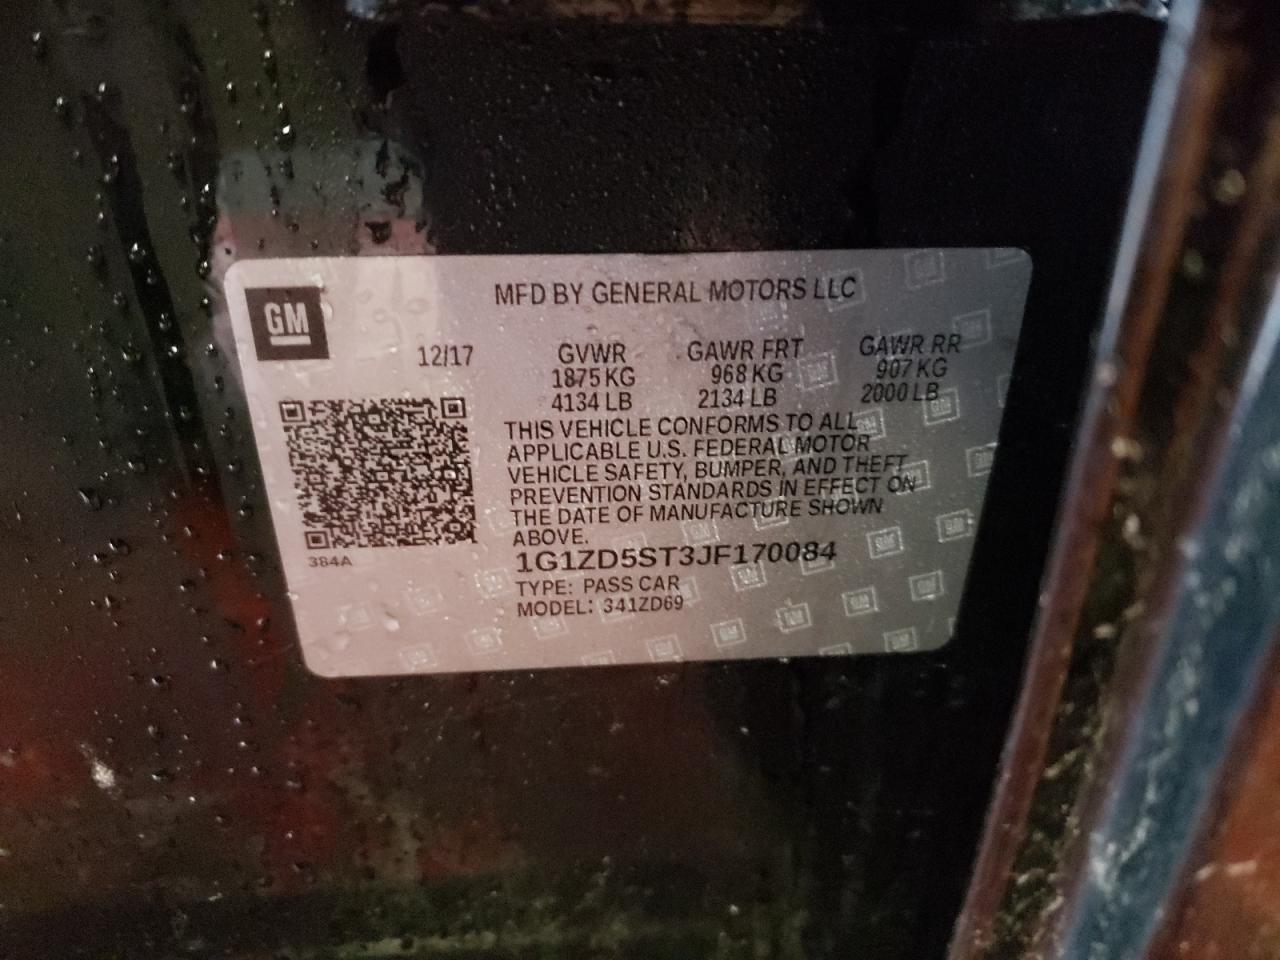 GM
MFD BY GENERAL MOTORS LLC
12/17 GVWR GAWR FRT GAWR RR
1875 KG 968 KG 907 KG
4134 LB 2134 LB 2000 LB
THIS VEHICLE CONFORMS TO ALL
APPLICABLE U.S. FEDERAL MOTOR
VEHICLE SAFETY, BUMPER, AND THEFT
PREVENTION STANDARDS IN EFFECT ON
THE DATE OF MANUFACTURE SHOWN
ABOVE.
384A
1G1ZD5ST3JF170084
TYPE: PASS CAR
MODEL: 341ZD69